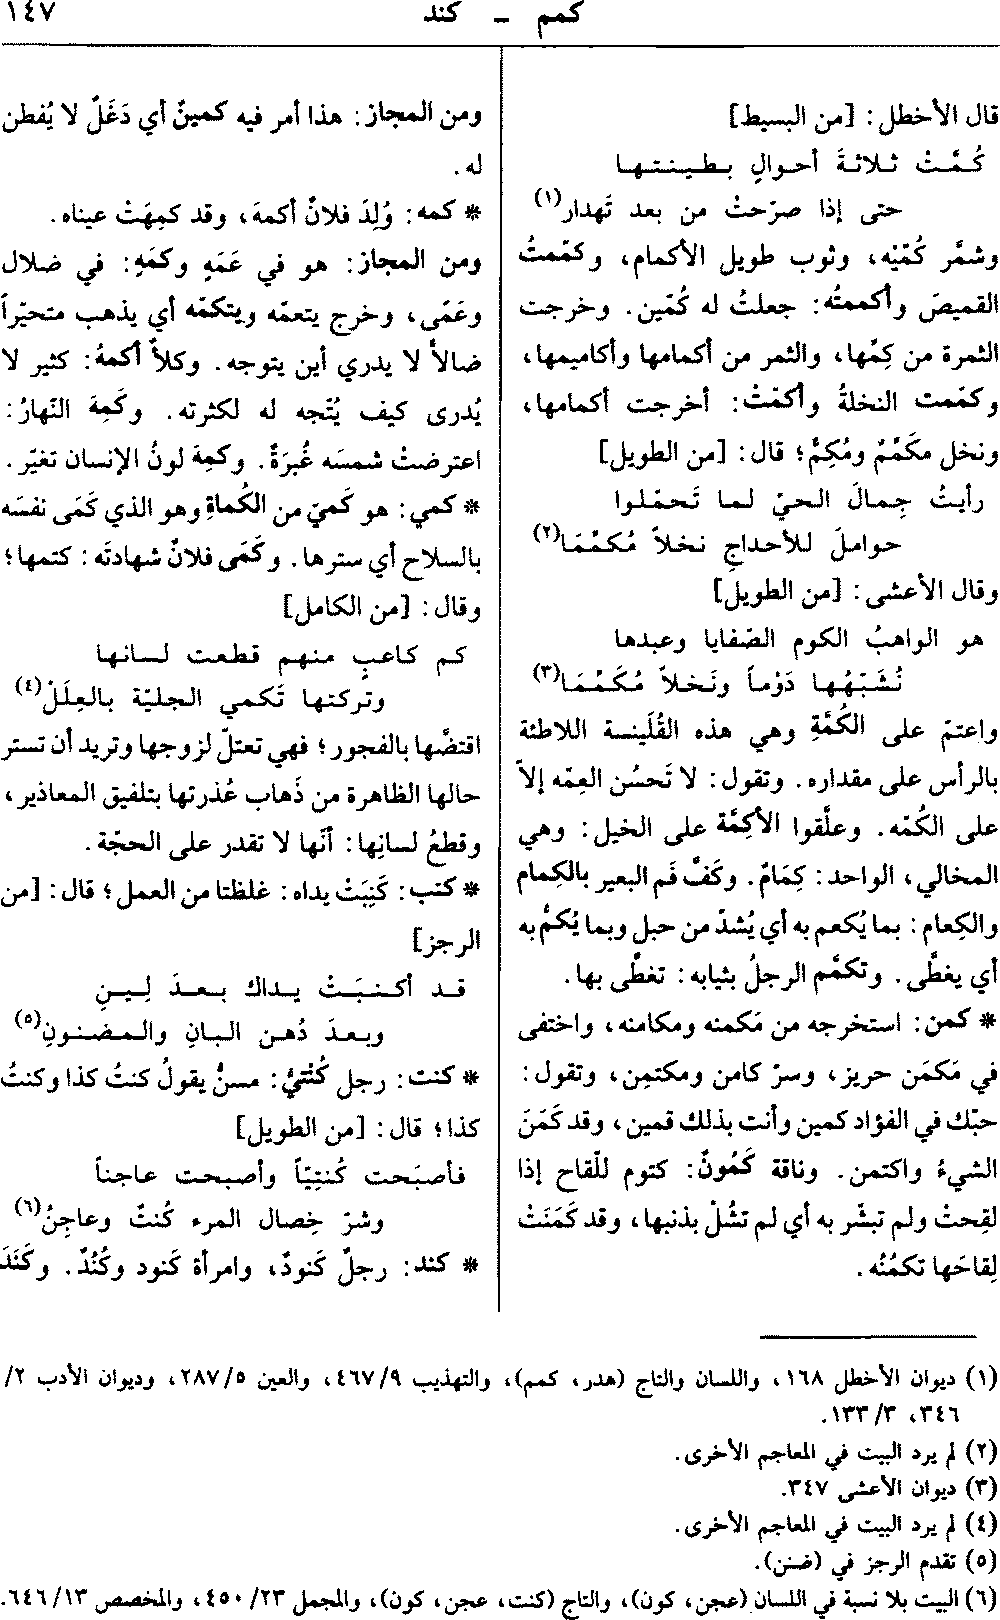 كمم – كند ١٤٧
قال الأخطل: [من البسيط]
كُمَّتْ ثلاثةَ أحوالٍ بطينتها
حتى إذا صرّحتْ من بعد تَهدار(١)
وشمَّر كُمّيْه، وثوب طويل الأكمام، وكمّمتُ
القميصَ وأكممتُه: جعلتُ له كُمّين. وخرجت
الثمرة من كِمِّها، والثمر من أكمامها وأكاميمها،
وكمّمت النخلةُ وأكمّتْ: أخرجت أكمامها،
ونخل مكَمَّمٌ ومُكِمٌّ؛ قال: [من الطويل]
رأيتُ جِمالَ الحيّ لما تَحمّلوا
حواملَ للأحداجِ نخلاً مُكمَّمَا(٢)
وقال الأعشى: [من الطويل]
هو الواهبُ الكوم الصّفايا وعبدها
نُشَبّهُها دَوْماً ونَخلاً مُكَمَّمَا(٣)
واعتمّ على الكُمَّةِ وهي هذه القُلَينسة اللاطئة
بالرأس على مقداره. وتقول: لا تَحسُن العِمّه إلاّ
على الكُمّه. وعلَّقوا الأكِمَّة على الخيل: وهي
المخالي، الواحد: كِمَامٌ. وكَفَّ فَم البعير بالكِمام
والكِعام: بما يُكعم به أي يُشدّ من حبل وبما يُكمُّ به
أي يغطَّى. وتكمَّم الرجلُ بثيابه: تغطَّى بها.
* كمن: استخرجه من مَكمنه ومكامنه، واختفى
في مَكمَن حريز، وسرّ كامن ومكتمِن، وتقول:
حبّك في الفؤاد كمين وأنت بذلك قمين، وقد كَمَنَ
الشيءُ واكتمن. وناقة كَمُونٌ: كتوم للّقاح إذا
لقِحتْ ولم تبشّر به أي لم تشُلْ بذنبها، وقد كَمَنَتْ
لِقاحَها تكمُنُه.
ومن المجاز: هذا أمر فيه كمينٌ أي دَغَلٌ لا يُفطن
له.
* كمه: وُلِدَ فلانٌ أكمهَ، وقد كمِهَتْ عيناه.
ومن المجاز: هو في عَمَهٍ وكمَهٍ: في ضلال
وعَمًى، وخرج يتعمّه ويتكمّه أي يذهب متحيّراً
ضالاً لا يدري أين يتوجه. وكلأٌ أكمهُ: كثير لا
يُدرى كيف يُتّجه له لكثرته. وكَمِهَ النّهارُ:
اعترضتْ شمسَه غُبرَةٌ. وكمِهَ لونُ الإنسان تغيّر.
* كمي: هو كَميّ من الكُماةِ وهو الذي كَمَى نفسَه
بالسلاح أي سترها. وكَمَى فلانٌ شهادتَه: كتمها؛
وقال: [من الكامل]
كم كاعبٍ منهم قطعت لسانها
وتركتها تَكمي الجليّة بالعِلَلْ(٤)
اقتضَّها بالفجور؛ فهي تعتلّ لزوجها وتريد أن تستر
حالها الظاهرة من ذَهاب عُذرتها بتلفيق المعاذير،
وقطعُ لسانِها: أنّها لا تقدر على الحجّة.
* كنب: كَنِبَتْ يداه: غلظتا من العمل؛ قال: [من
الرجز]
قد أكنبَتْ يداك بعدَ لِينِ
وبعدَ دُهن البانِ والمضنونِ(٥)
* كنت: رجل كُنْتيٌّ: مسنٌّ يقولُ كنتُ كذا وكنتُ
كذا؛ قال: [من الطويل]
فأصبَحت كُنتِيّاً وأصبحت عاجناً
وشرّ خِصال المرء كُنتٌ وعاجِنُ(٦)
* كند: رجلٌ كَنودٌ، وامرأة كَنود وكُنُدٌ. وكَنَدَ
(١) ديوان الأخطل ١٦٨، واللسان والتاج (هدر، كمم)، والتهذيب ٤٦٧/٩، والعين ٢٨٧/٥، وديوان الأدب ٢/
٣٤٦، ١٣٣/٣.
(٢) لم يرد البيت في المعاجم الأخرى.
(٣) ديوان الأعشى ٣٤٧.
(٤) لم يرد البيت في المعاجم الأخرى.
(٥) تقدم الرجز في (ضنن).
(٦) البيت بلا نسبة في اللسان (عجن، كون)، والتاج (كنت، عجن، كون)، والمجمل ٤٥٠/٢٣، والمخصص ٦٤٦/١٣.